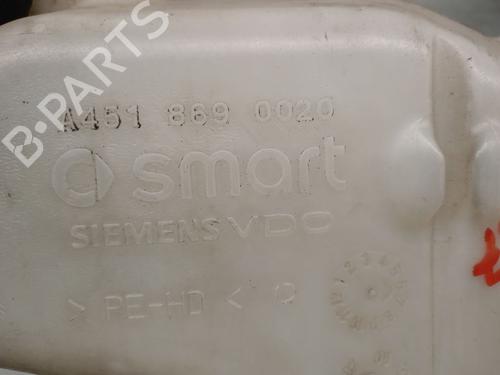 B-PARTS
A451 869 0020
smart
SIEMENS VDO
> PE-HD <